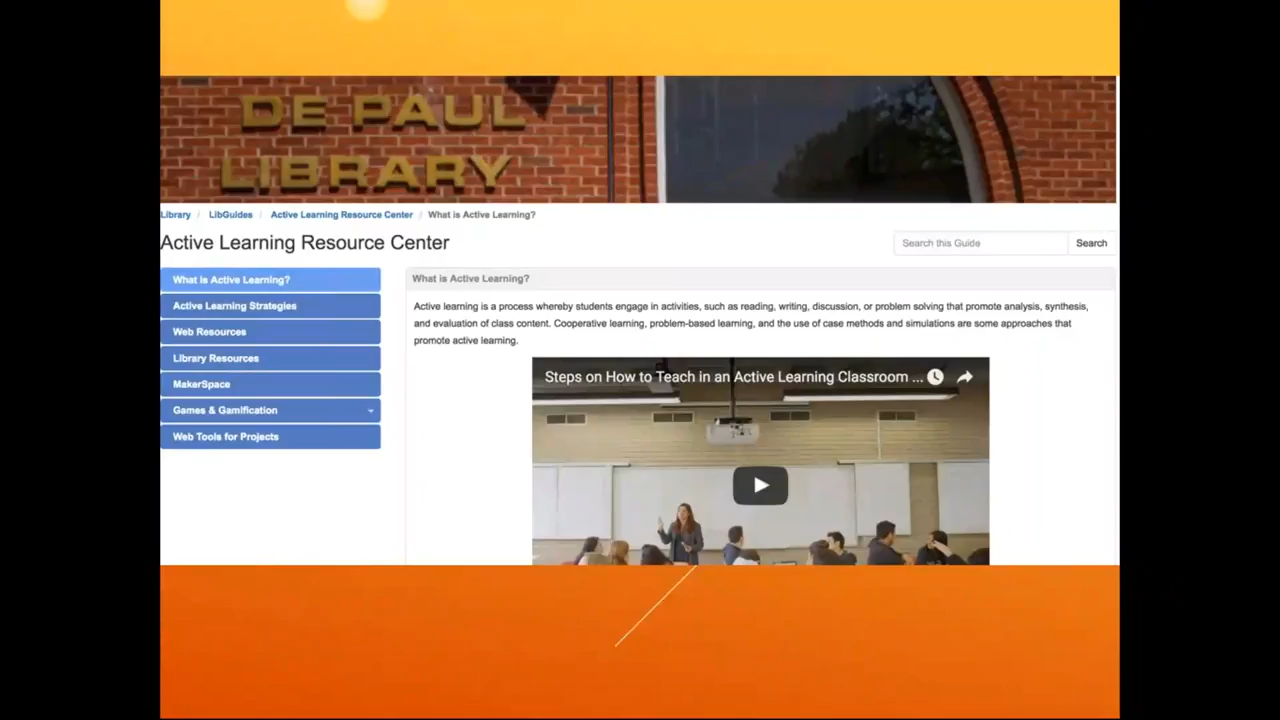 DE PAUL
LIBRARY
Library / LibGuides / Active Learning Resource Center / What is Active Learning?
Active Learning Resource Center
Search this Guide
Search
What is Active Learning?
Active Learning Strategies
Web Resources
Library Resources
MakerSpace
Games & Gamification
Web Tools for Projects
What is Active Learning?
Active learning is a process whereby students engage in activities, such as reading, writing, discussion, or problem solving that promote analysis, synthesis,
and evaluation of class content. Cooperative learning, problem-based learning, and the use of case methods and simulations are some approaches that
promote active learning.
Steps on How to Teach in an Active Learning Classroom ...